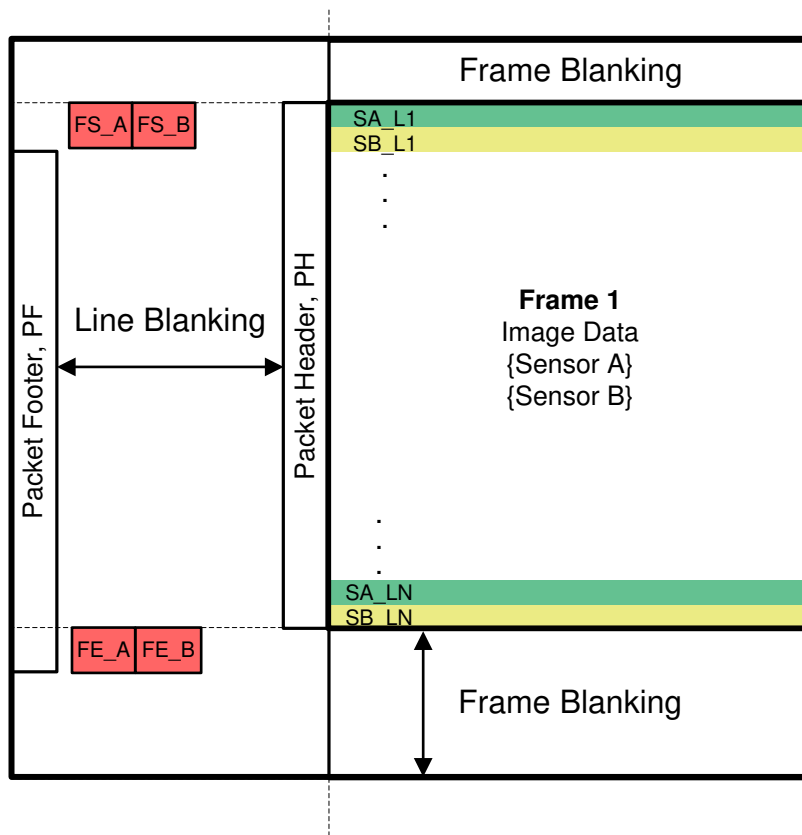 Frame Blanking
FS_A FS_B
SA_L1
SB_L1
.
.
.
Packet Footer, PF
Line Blanking
Packet Header, PH
Frame 1
Image Data
{Sensor A}
{Sensor B}
.
.
.
SA_LN
SB_LN
FE_A FE_B
Frame Blanking